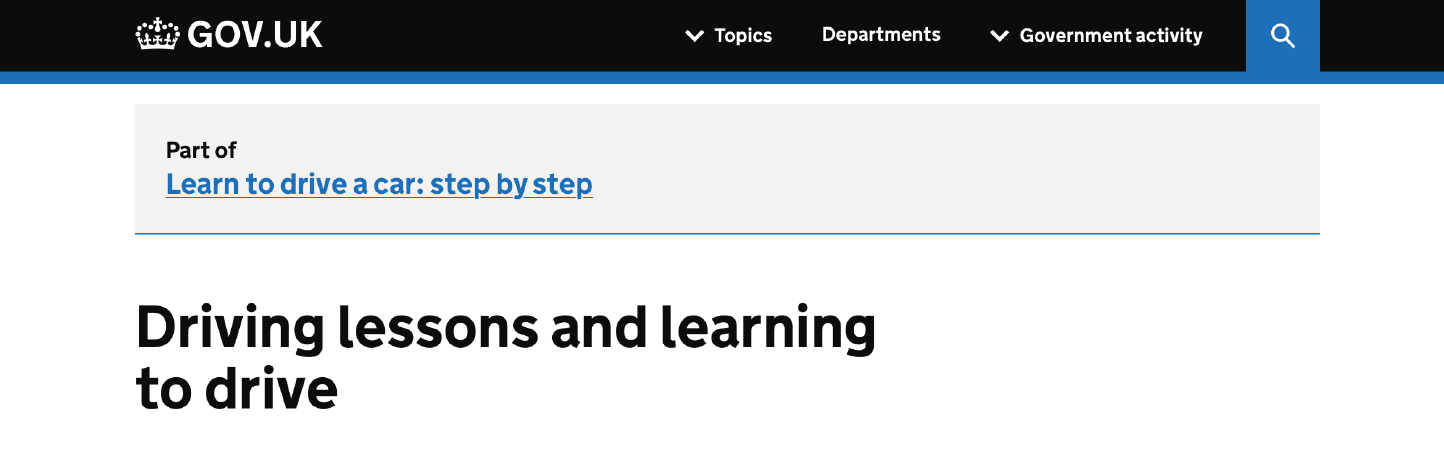 GOV.UK
Topics
Departments
Government activity
Part of
Learn to drive a car: step by step
Driving lessons and learning
to drive